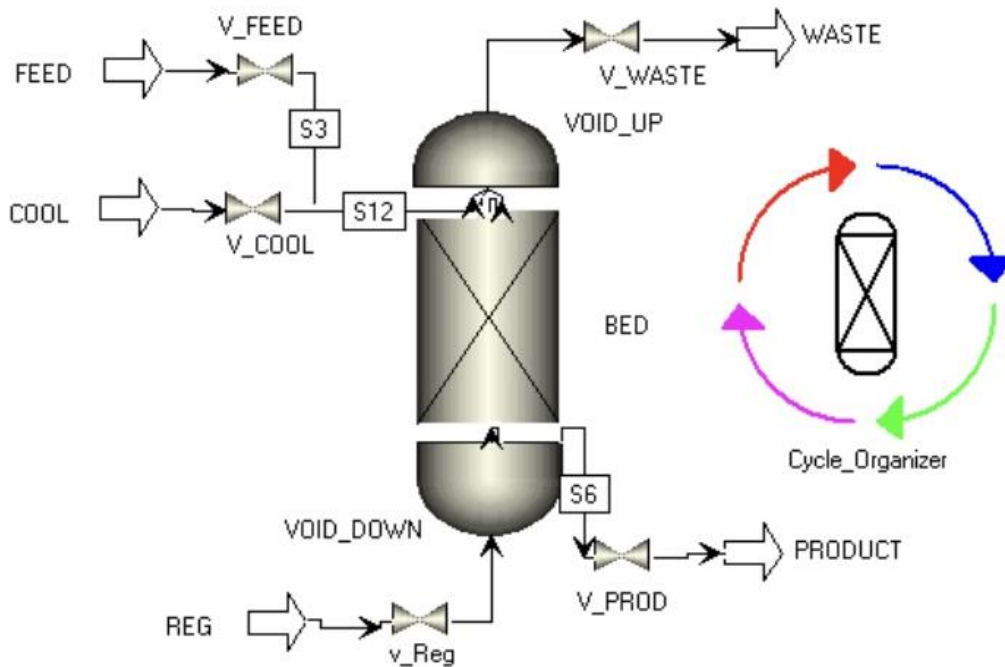 V_FEED
FEED
S3
V_WASTE
WASTE
VOID_UP
COOL
V_COOL
S12
BED
Cycle_Organizer
VOID_DOWN
S6
V_PROD
PRODUCT
REG
v_Reg